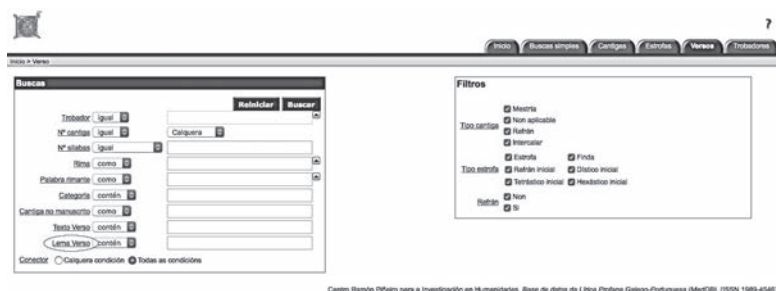 ?
Inicio Buscas simples Cantigas Estrofas Versos Trobadores
Inicio > Verso
Buscas
Reiniciar Buscar
Trobador igual
Nº cantiga igual Calquera
Nº sílabas igual
Rima como
Palabra rimante como
Categoría contén
Cantiga no manuscrito como
Texto Verso contén
Lema Verso contén
Conector Calquera condición Todas as condicións
Filtros
Tipo cantiga Mestría
Non aplicable
Refrán
Intercalar
Tipo estrofa Estrofa Finda
Refrán inicial Dístico inicial
Tetrástico inicial Hexástico inicial
Refrán Non
Si
Centro Ramón Piñeiro para a Investigación en Humanidades. Base de datos da Lírica Profana Galego-Portuguesa (MedDB). ISSN 1989-4546